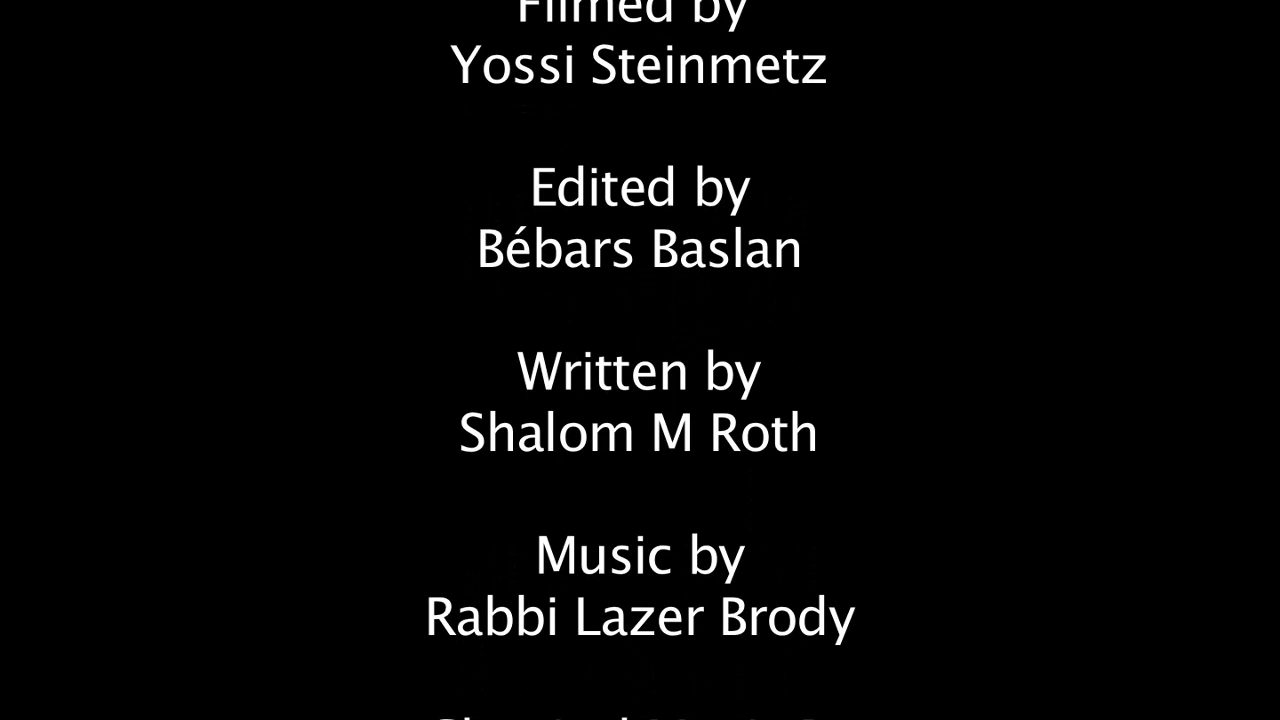 Filmed by
Yossi Steinmetz
Edited by
Bébars Baslan
Written by
Shalom M Roth
Music by
Rabbi Lazer Brody